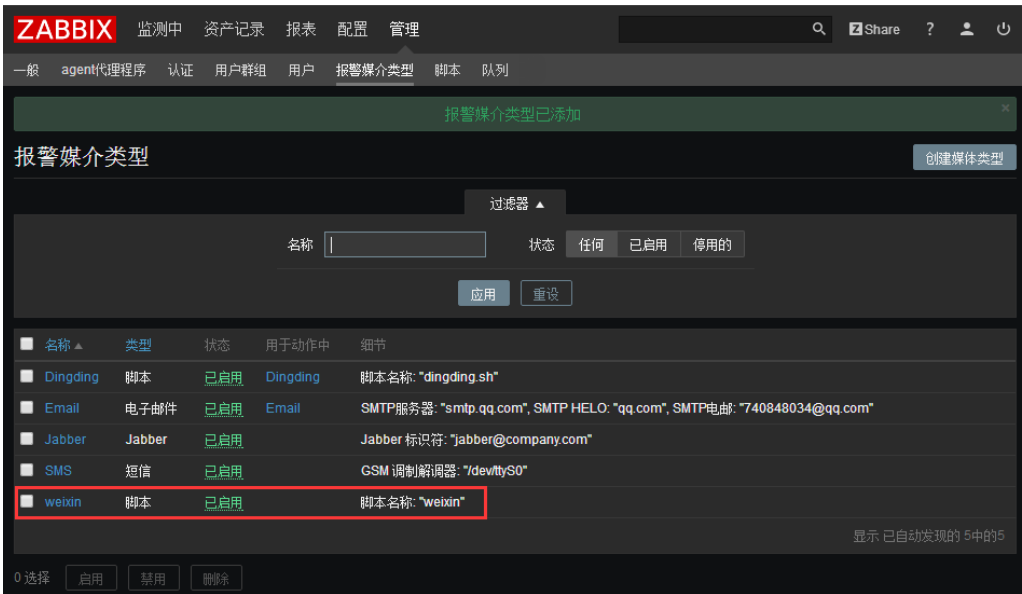 ZABBIX 监测中 资产记录 报表 配置 管理 Z Share ?
一般 agent代理程序 认证 用户群组 用户 报警媒介类型 脚本 队列
报警媒介类型已添加
报警媒介类型 创建媒体类型
过滤器 ▲
名称 状态 任何 已启用 停用的
应用 重设
名称 ▲ 类型 状态 用于动作中 细节
Dingding 脚本 已启用 Dingding 脚本名称: "dingding.sh"
Email 电子邮件 已启用 Email SMTP服务器: "smtp.qq.com", SMTP HELO: "qq.com", SMTP电邮: "740848034@qq.com"
Jabber Jabber 已启用 Jabber 标识符: "jabber@company.com"
SMS 短信 已启用 GSM 调制解调器: "/dev/ttyS0"
weixin 脚本 已启用 脚本名称: "weixin"
显示 已自动发现的 5中的5
0 选择 启用 禁用 删除